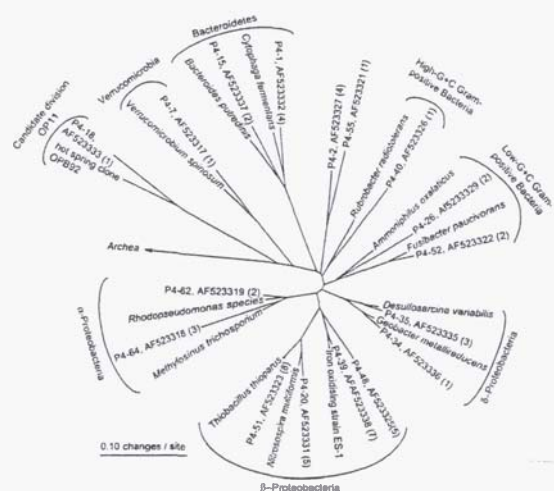 Bacteroidetes
P4-15, AF523337 (2)
Bacteroides putredinis
Cytophaga fermentans
P4-1, AF523332 (4)
Verrucomicrobia
P4-7, AF523317 (1)
Verrucomicrobium spinosum
Candidate division
OP11
P4-18,
AF523333 (1)
hot spring clone
OPB92
Archea
High-G+C Gram-
positive Bacteria
P4-2, AF523327 (4)
P4-55, AF523321 (1)
Rubrobacter radiotolerans
P4-40, AF523326 (1)
Low-G+C Gram-
positive Bacteria
Ammoniphilus oxalaticus
P4-26, AF523329 (2)
Fusibacter paucivorans
P4-52, AF523322 (2)
δ-Proteobacteria
Desulfosarcina variabilis
P4-35, AF523335 (3)
Geobacter metallireducens
P4-34, AF523336 (1)
P4-48, AF523325(5)
P4-39, AFAF523338 (7)
Iron oxidising strain ES-1
P4-20, AF523331 (5)
Nitrosospira multiformis
P4-51, AF523323 (8)
Thiobacillus thioparus
β-Proteobacteria
α-Proteobacteria
P4-62, AF523319 (2)
Rhodopseudomonas species
P4-64, AF523318 (3)
Methylosinus trichosporium
0.10 changes / site